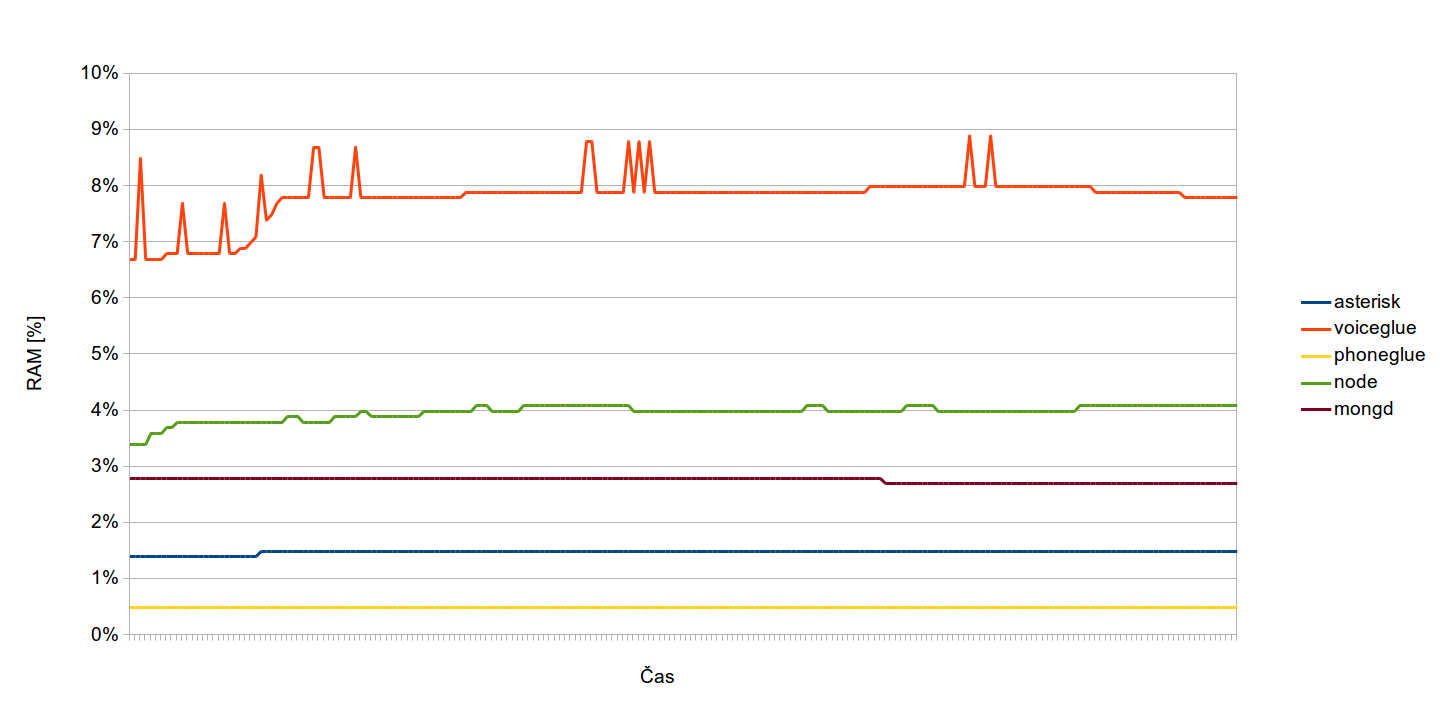 10%
9%
8%
7%
6%
5%
4%
3%
2%
1%
0%
RAM [%]
Čas
asterisk
voiceglue
phoneglue
node
mongd